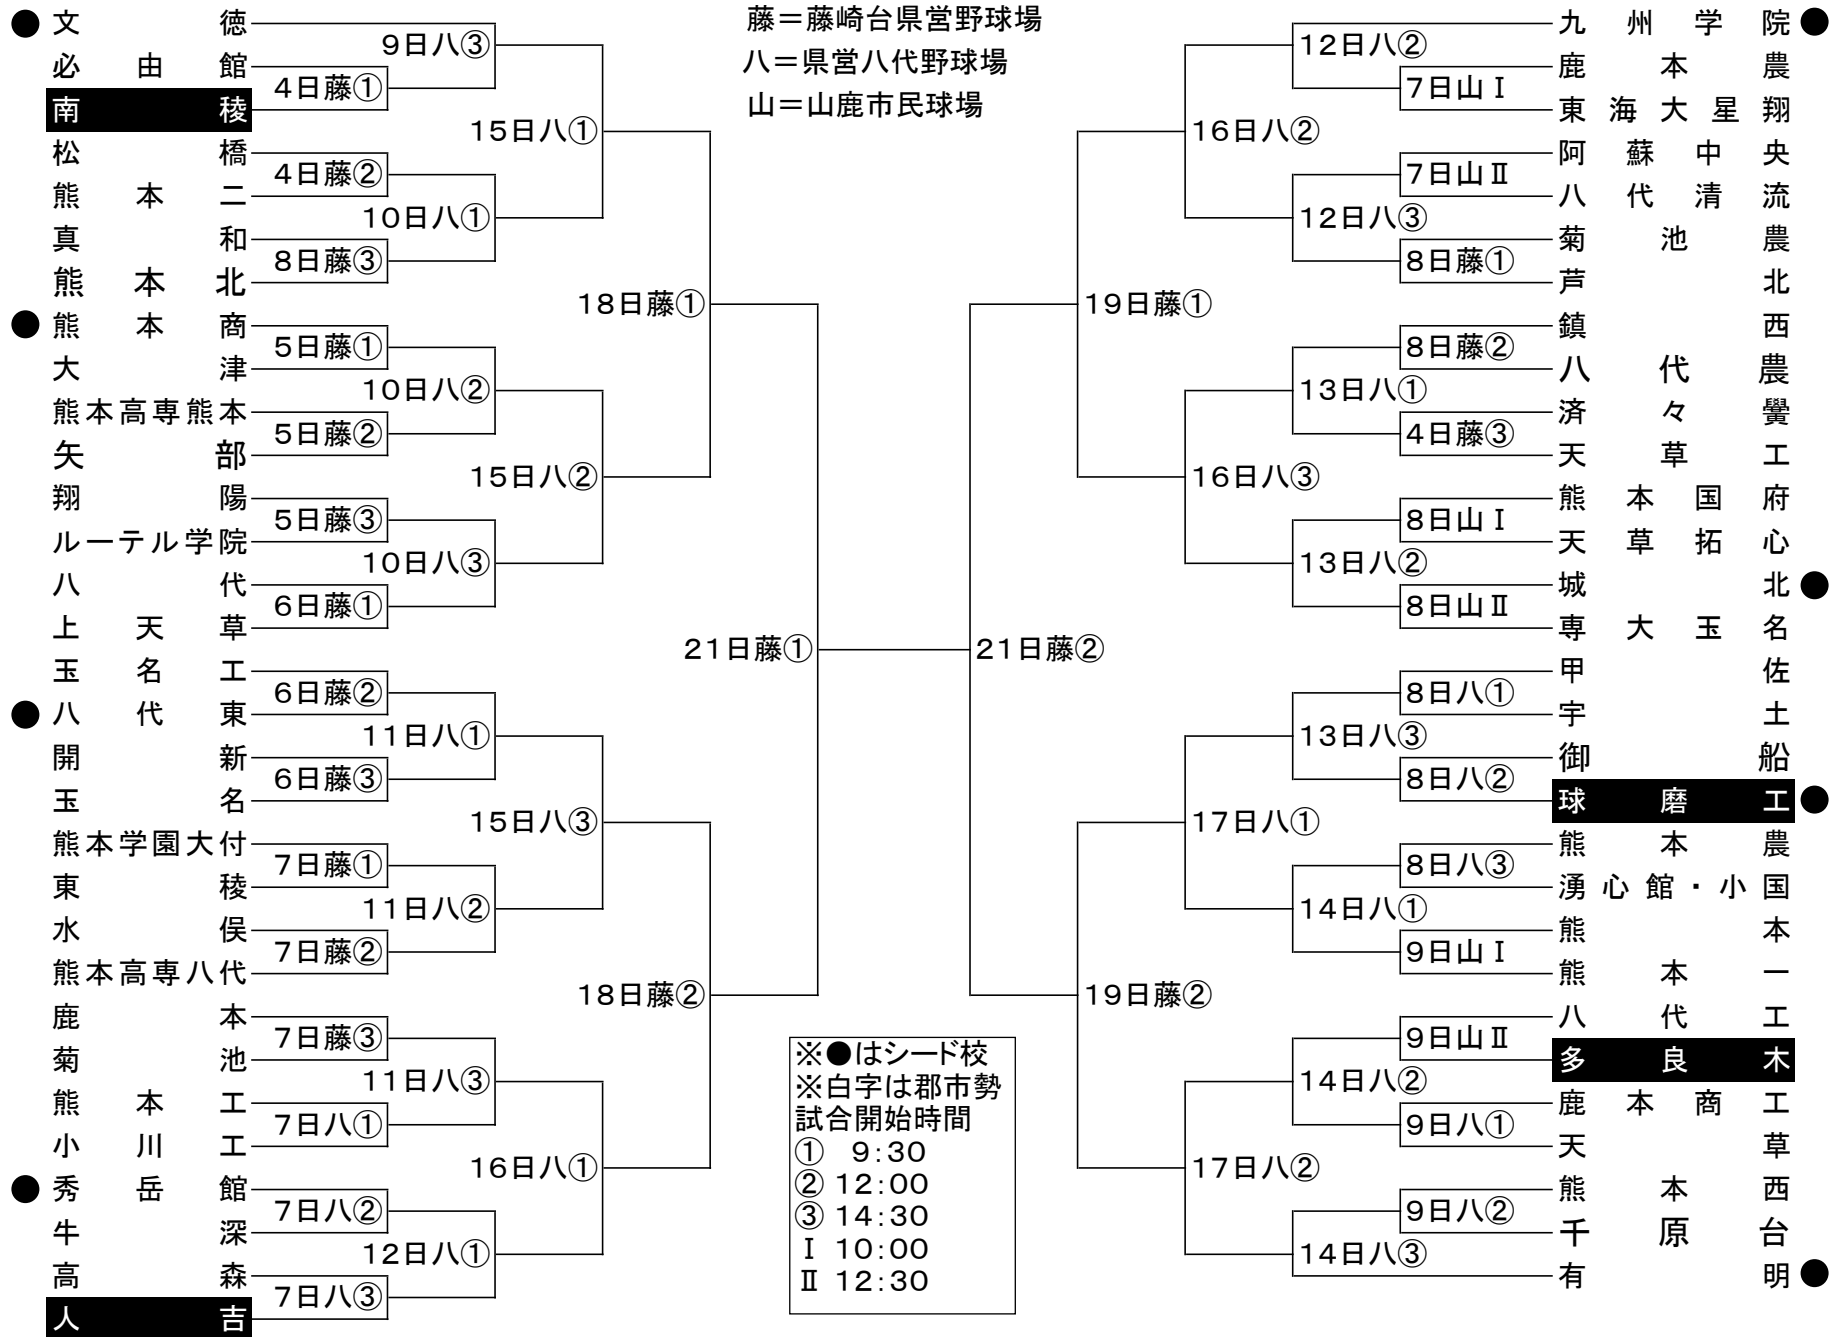 藤＝藤崎台県営野球場
八＝県営八代野球場
山＝山鹿市民球場
●文徳
必由館
南稜
松橋
熊本二
真和
熊本北
●熊本商
大津
熊本高専熊本
矢部
翔陽
ルーテル学院
八代
上天草
玉名工
●八代東
開新
玉名
熊本学園大付
東稜
水俣
熊本高専八代
鹿本
菊池
熊本工
小川工
●秀岳館
牛深
高森
人吉
4日藤①
4日藤②
8日藤③
5日藤①
5日藤②
5日藤③
6日藤①
6日藤②
6日藤③
7日藤①
7日藤②
7日藤③
7日八①
7日八②
7日八③
9日八③
10日八①
10日八②
10日八③
11日八①
11日八②
11日八③
12日八①
15日八①
15日八②
15日八③
16日八①
18日藤①
18日藤②
21日藤①
21日藤②
19日藤①
19日藤②
16日八②
16日八③
17日八①
17日八②
12日八②
12日八③
13日八①
13日八②
13日八③
14日八①
14日八②
14日八③
7日山Ⅰ
7日山Ⅱ
8日藤①
8日藤②
4日藤③
8日山Ⅰ
8日山Ⅱ
8日八①
8日八②
8日八③
9日山Ⅰ
9日山Ⅱ
9日八①
9日八②
九州学院●
鹿本農
東海大星翔
阿蘇中央
八代清流
菊池農
芦北
鎮西
八代農
済々黌
天草工
熊本国府
天草拓心
城北●
専大玉名
甲佐
宇土
御船
球磨工●
熊本農
湧心館・小国
熊本
熊本一
八代工
多良木
鹿本商工
天草
熊本西
千原台
有明●
※●はシード校
※白字は郡市勢
試合開始時間
① 9:30
② 12:00
③ 14:30
Ⅰ 10:00
Ⅱ 12:30